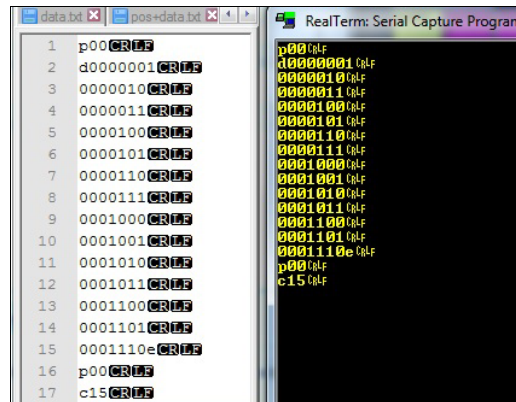 data.txt pos+data.txt
1 p00CRLF
2 d0000001CRLF
3 0000010CRLF
4 0000011CRLF
5 0000100CRLF
6 0000101CRLF
7 0000110CRLF
8 0000111CRLF
9 0001000CRLF
10 0001001CRLF
11 0001010CRLF
12 0001011CRLF
13 0001100CRLF
14 0001101CRLF
15 0001110eCRLF
16 p00CRLF
17 c15CRLF
RealTerm: Serial Capture Program
p00CRLF
d0000001CRLF
0000010CRLF
0000011CRLF
0000100CRLF
0000101CRLF
0000110CRLF
0000111CRLF
0001000CRLF
0001001CRLF
0001010CRLF
0001011CRLF
0001100CRLF
0001101CRLF
0001110eCRLF
p00CRLF
c15CRLF